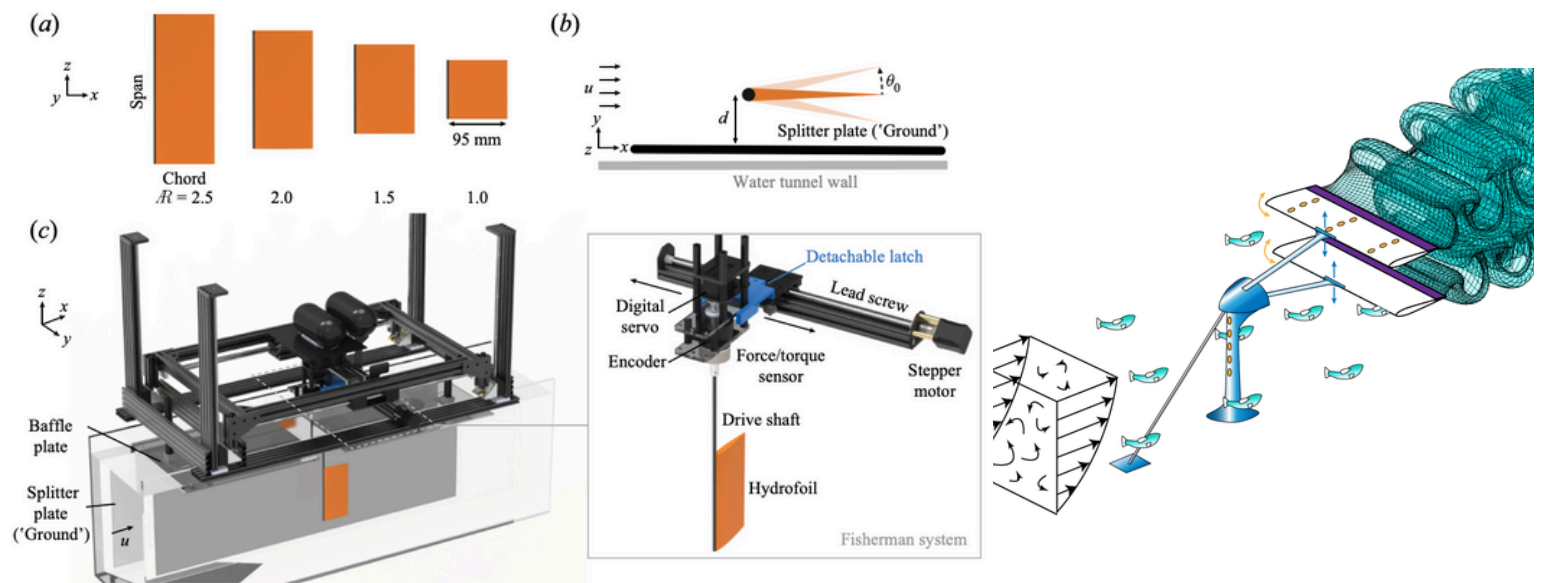 (a)
z
y
x
Span
95 mm
Chord
Æ = 2.5
2.0
1.5
1.0
(b)
u
y
z
x
d
θ0
Splitter plate ('Ground')
Water tunnel wall
(c)
z
x
y
Baffle
plate
Splitter
plate
('Ground')
u
Detachable latch
Digital
servo
Lead screw
Encoder
Force/torque
sensor
Stepper
motor
Drive shaft
Hydrofoil
Fisherman system